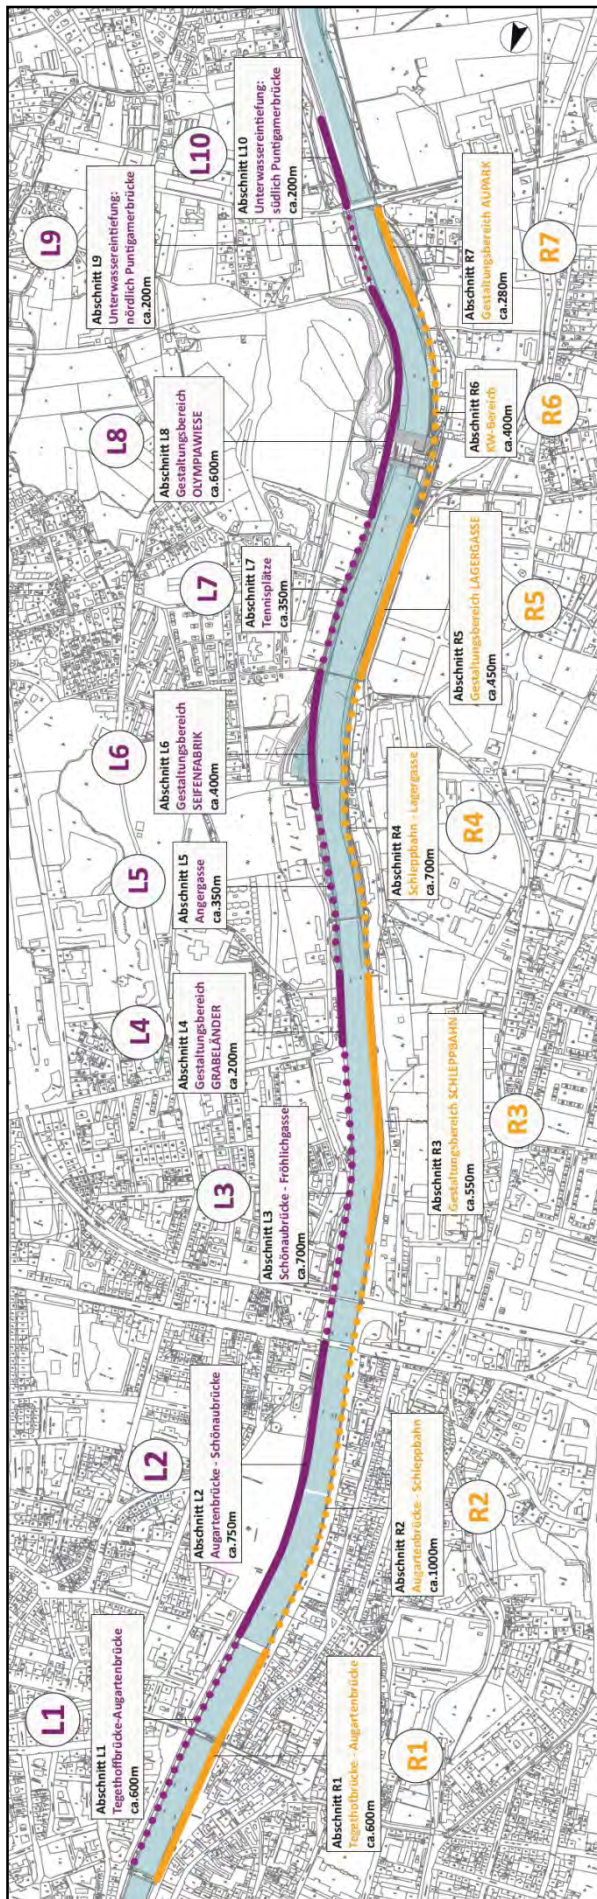 L1
Abschnitt L1
Tegethoffbrücke-Augartenbrücke
ca.600m
L2
Abschnitt L2
Augartenbrücke - Schönaubrücke
ca.750m
L3
Abschnitt L3
Schönaubrücke - Fröhlichgasse
ca.700m
L4
Abschnitt L4
Gestaltungsbereich
GRABELÄNDER
ca.200m
L5
Abschnitt L5
Angergasse
ca.350m
L6
Abschnitt L6
Gestaltungsbereich
SEIFENFABRIK
ca.400m
L7
Abschnitt L7
Tennisplätze
ca.350m
L8
Abschnitt L8
Gestaltungsbereich
OLYMPIAWIESE
ca.600m
L9
Abschnitt L9
Unterwassereintiefung:
nördlich Puntigamerbrücke
ca.200m
L10
Abschnitt L10
Unterwassereintiefung:
südlich Puntigamerbrücke
ca.200m
Abschnitt R1
Tegethofbrücke - Augartenbrücke
ca.600m
R1
Abschnitt R2
Augartenbrücke - Schleppbahn
ca.1000m
R2
Abschnitt R3
Gestaltungsbereich SCHLEPPBAHN
ca.550m
R3
Abschnitt R4
Schleppbahn - Lagergasse
ca.700m
R4
Abschnitt R5
Gestaltungsbereich LAGERGASSE
ca.450m
R5
Abschnitt R6
KW-Bereich
ca.400m
R6
Abschnitt R7
Gestaltungsbereich AUPARK
ca.280m
R7